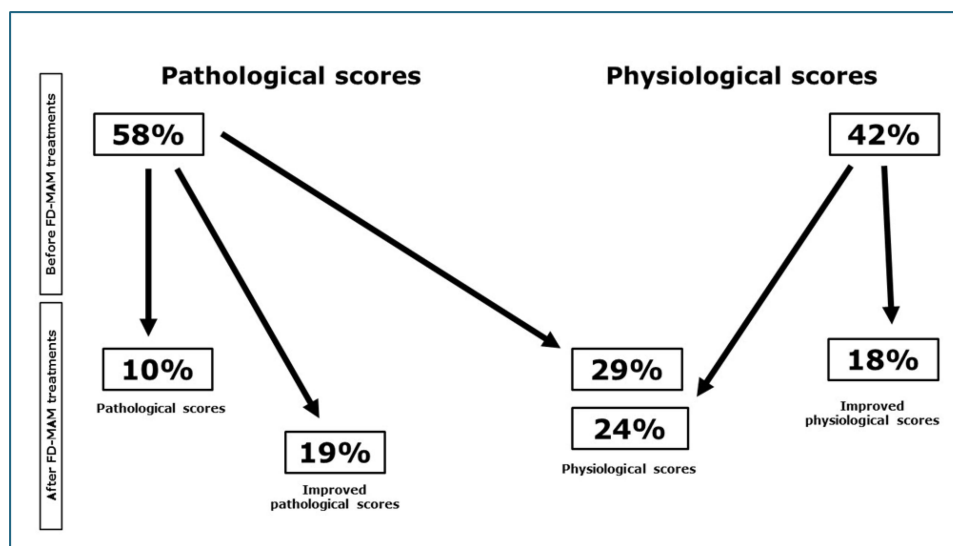 Pathological scores
Physiological scores
Before FD-MAM treatments
58%
42%
After FD-MAM treatments
10%
Pathological scores
19%
Improved
pathological scores
29%
24%
Physiological scores
18%
Improved
physiological scores